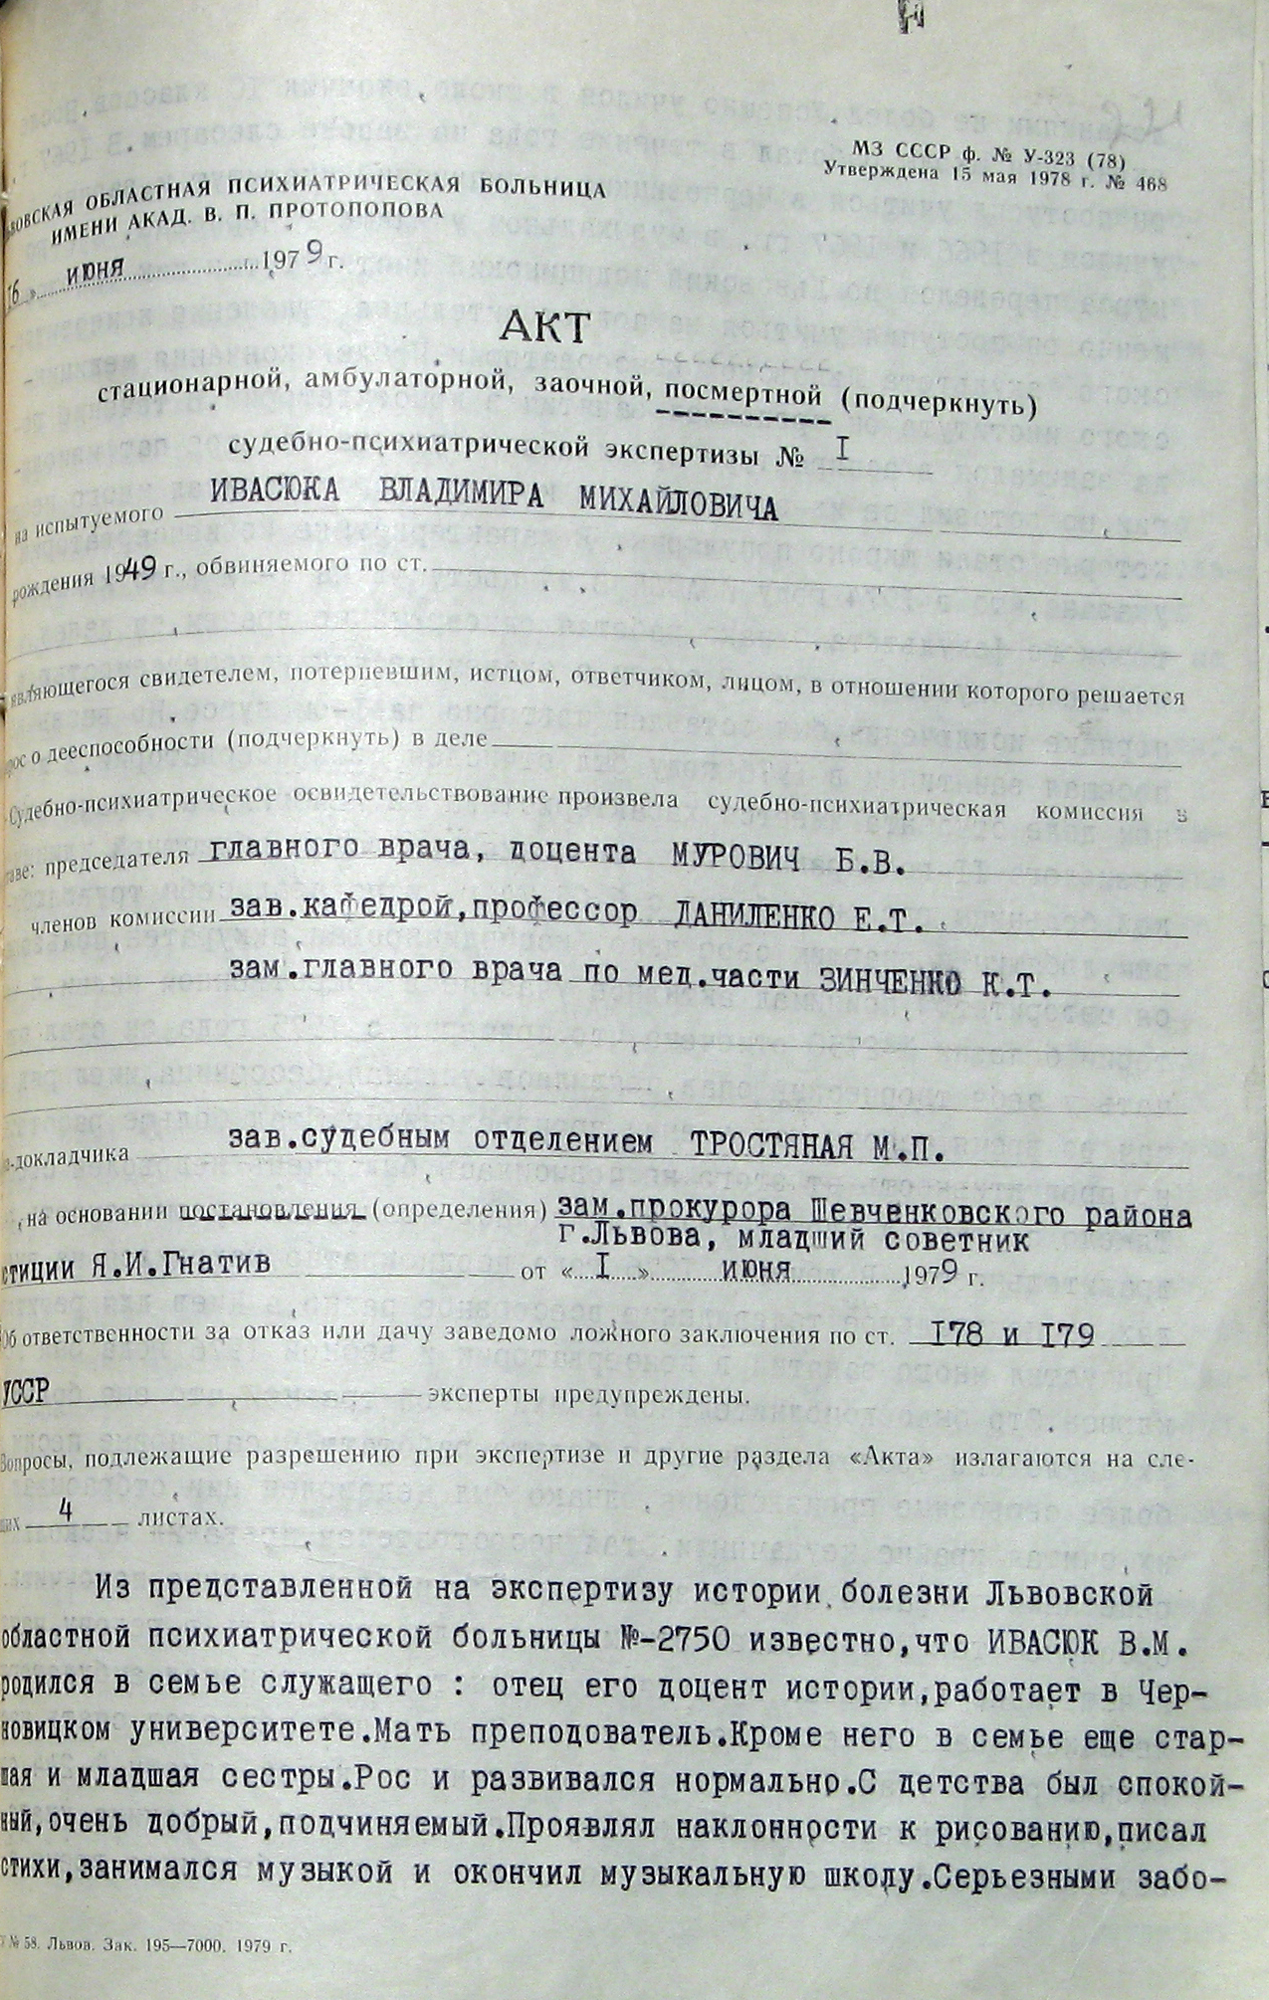 МЗ СССР ф. № У-323 (78)
Утверждена 15 мая 1978 г. № 468
ЬВОВСКАЯ ОБЛАСТНАЯ ПСИХИАТРИЧЕСКАЯ БОЛЬНИЦА
ИМЕНИ АКАД. В. П. ПРОТОПОПОВА
16 » июня 1979 г.
АКТ
стационарной, амбулаторной, заочной, посмертной (подчеркнуть)
судебно-психиатрической экспертизы № I
на испытуемого ИВАСЮКА ВЛАДИМИРА МИХАЙЛОВИЧА
рождения 1949 г., обвиняемого по ст.
являющегося свидетелем, потерпевшим, истцом, ответчиком, лицом, в отношении которого решается
рос о дееспособности (подчеркнуть) в деле
Судебно-психиатрическое освидетельствование произвела судебно-психиатрическая комиссия в
таве: председателя главного врача, доцента МУРОВИЧ Б.В.
членов комиссии зав.кафедрой,профессор ДАНИЛЕНКО Е.Т.
зам.главного врача по мед.части ЗИНЧЕНКО К.Т.
-докладчика зав.судебным отделением ТРОСТЯНАЯ М.П.
на основании постановления (определения) зам.прокурора Шевченковского района
г.Львова, младший советник
стиции Я.И.Гнатив от «I» июня 1979 г.
Об ответственности за отказ или дачу заведомо ложного заключения по ст. I78 и I79
УССР эксперты предупреждены.
Вопросы, подлежащие разрешению при экспертизе и другие раздела «Акта» излагаются на сле-
щих 4 листах.
Из представленной на экспертизу истории болезни Львовской
областной психиатрической больницы №-2750 известно,что ИВАСЮК В.М.
родился в семье служащего : отец его доцент истории,работает в Чер-
новицком университете.Мать преподователь.Кроме него в семье еще стар-
шая и младшая сестры.Рос и развивался нормально.С детства был спокой-
ный,очень добрый,подчиняемый.Проявлял наклонности к рисованию,писал
стихи,занимался музыкой и окончил музыкальную школу.Серьезными забо-
№ 58. Львов. Зак. 195—7000. 1979 г.